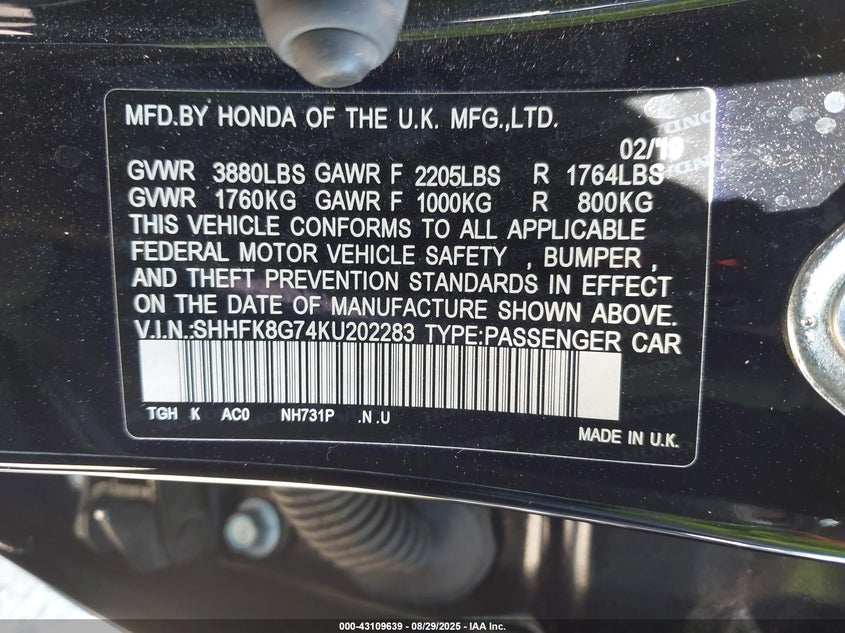 MFD.BY HONDA OF THE U.K. MFG.,LTD.
02/19
GVWR 3880LBS GAWR F 2205LBS R 1764LBS
GVWR 1760KG GAWR F 1000KG R 800KG
THIS VEHICLE CONFORMS TO ALL APPLICABLE
FEDERAL MOTOR VEHICLE SAFETY , BUMPER ,
AND THEFT PREVENTION STANDARDS IN EFFECT
ON THE DATE OF MANUFACTURE SHOWN ABOVE.
V.I.N.:SHHFK8G74KU202283 TYPE:PASSENGER CAR
TGH K AC0 NH731P .N .U
MADE IN U.K.
000-43109639 - 08/29/2025 - IAA Inc.